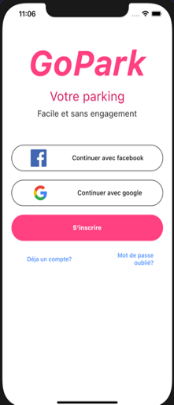 11:06
GoPark
Votre parking
Facile et sans engagement
Continuer avec facebook
Continuer avec google
S'inscrire
Déja un compte?
Mot de passe
oublié?